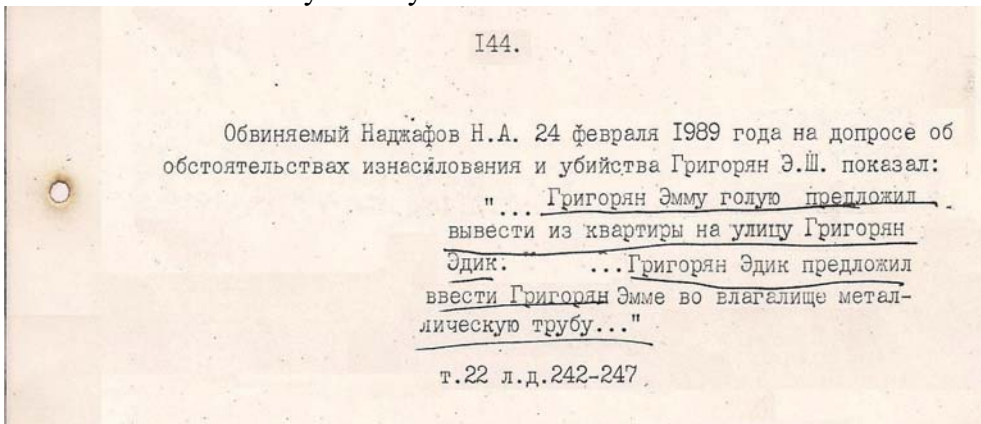 144.
Обвиняемый Наджафов Н.А. 24 февраля 1989 года на допросе об
обстоятельствах изнасилования и убийства Григорян Э.Ш. показал:
"... Григорян Эмму голую предложил
вывести из квартиры на улицу Григорян
Эдик. ...Григорян Эдик предложил
ввести Григорян Эмме во влагалище метал-
лическую трубу..."
т.22 л.д.242-247